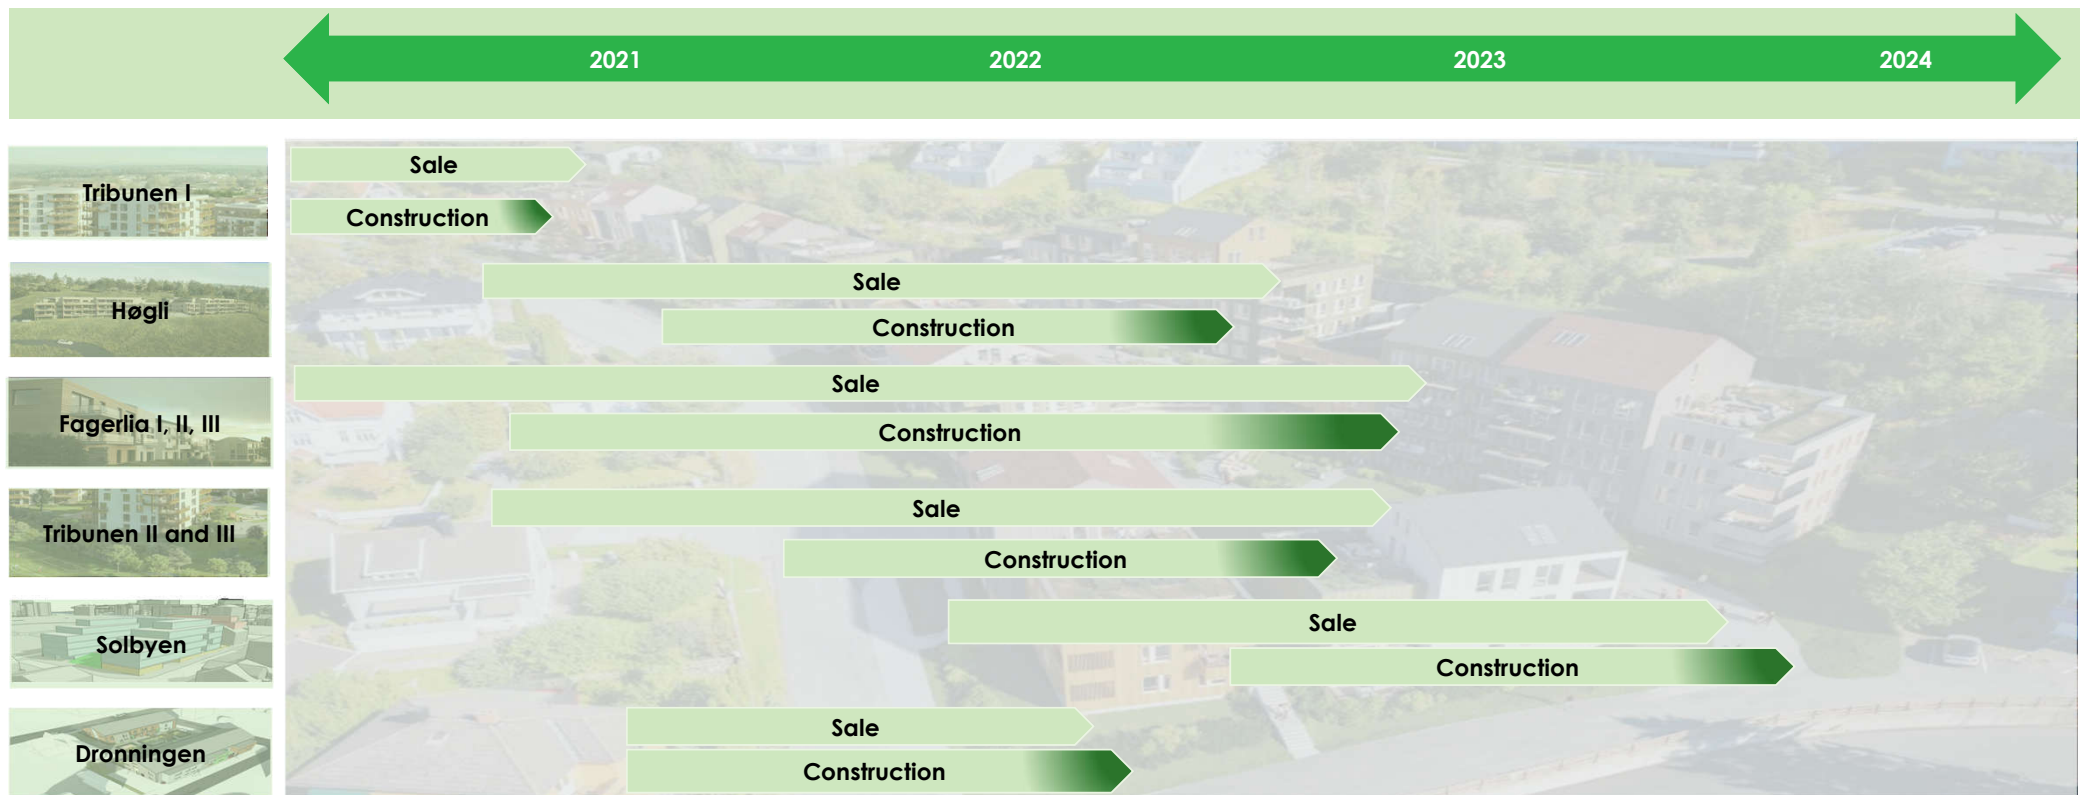 2021 2022 2023 2024
Tribunen I
Sale
Construction
Høgli
Sale
Construction
Fagerlia I, II, III
Sale
Construction
Tribunen II and III
Sale
Construction
Solbyen
Sale
Construction
Dronningen
Sale
Construction